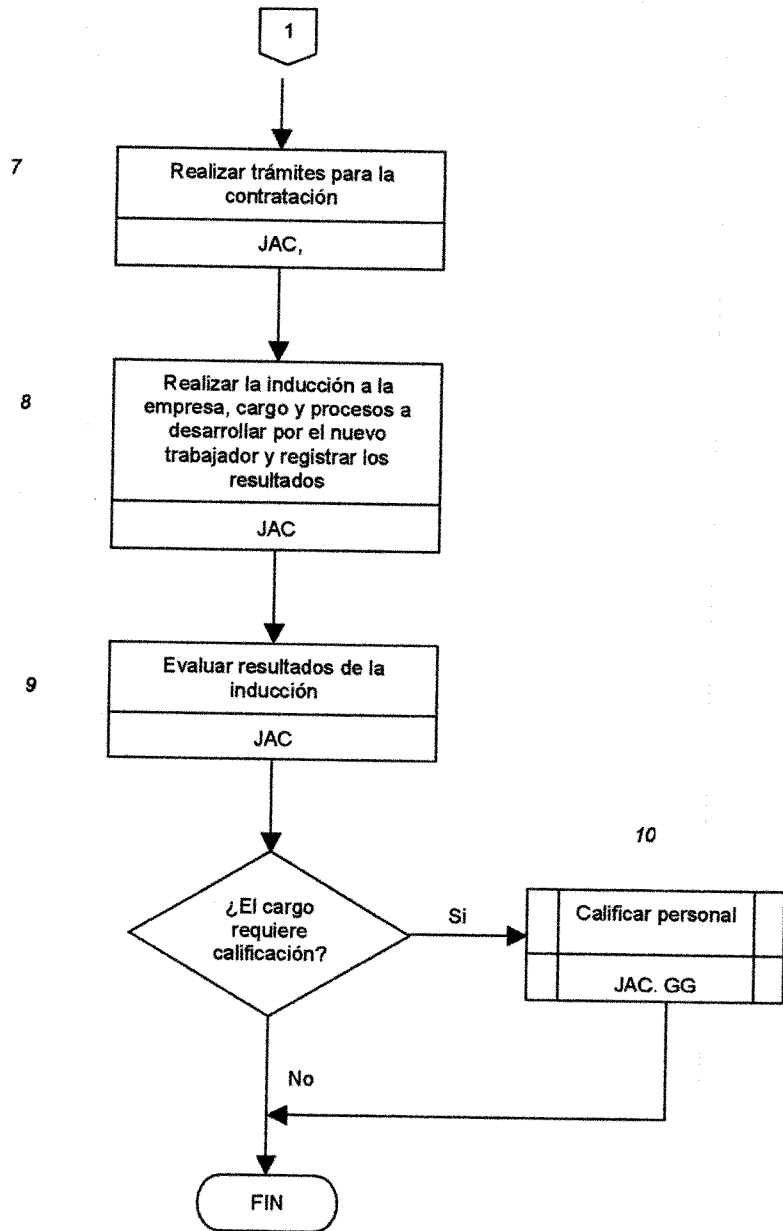 1
7
Realizar trámites para la
contratación
JAC,
8
Realizar la inducción a la
empresa, cargo y procesos a
desarrollar por el nuevo
trabajador y registrar los
resultados
JAC
9
Evaluar resultados de la
inducción
JAC
10
¿El cargo
requiere
calificación?
Si
Calificar personal
JAC. GG
No
FIN